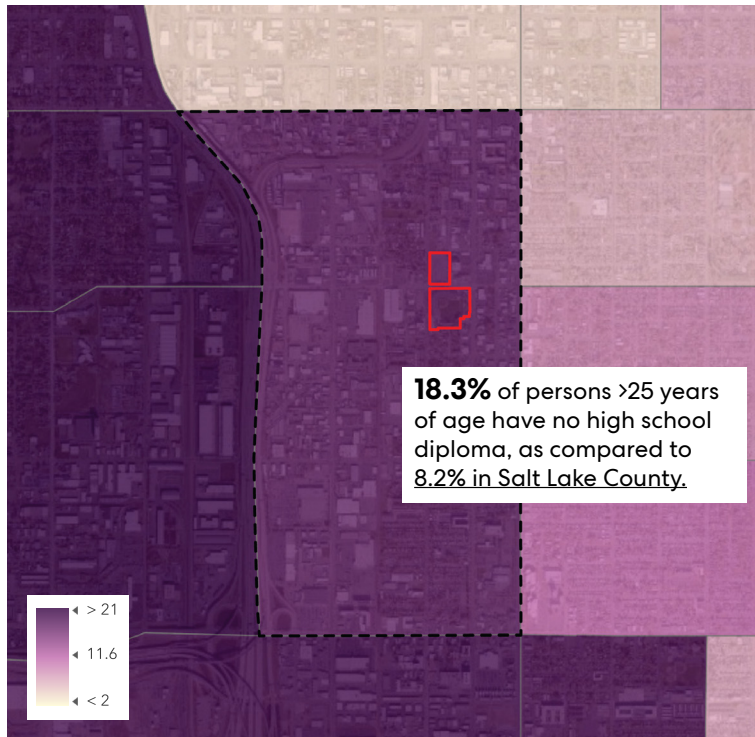 18.3% of persons >25 years
of age have no high school
diploma, as compared to
8.2% in Salt Lake County.
> 21
11.6
< 2